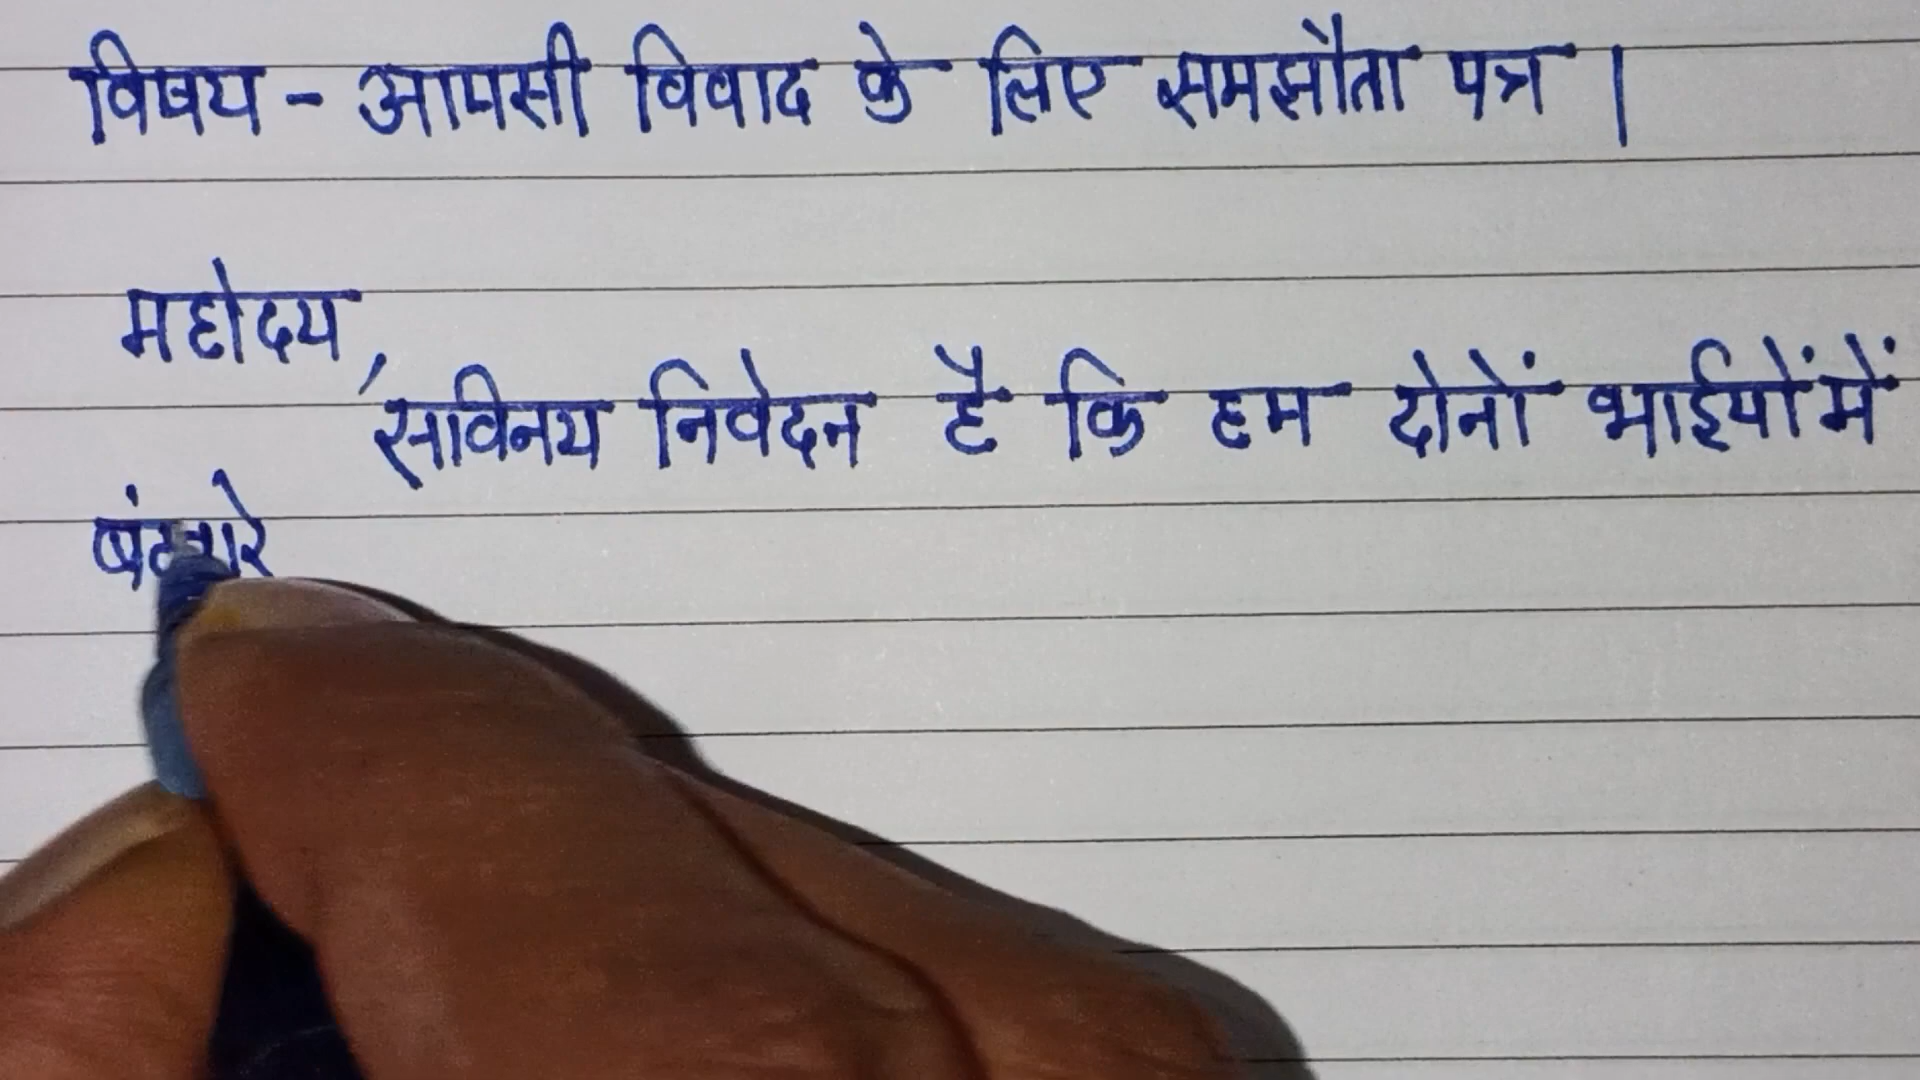 विषय - आपसी विवाद के लिए समझौता पत्र ।
महोदय,
सविनय निवेदन है कि हम दोनों भाईयों में